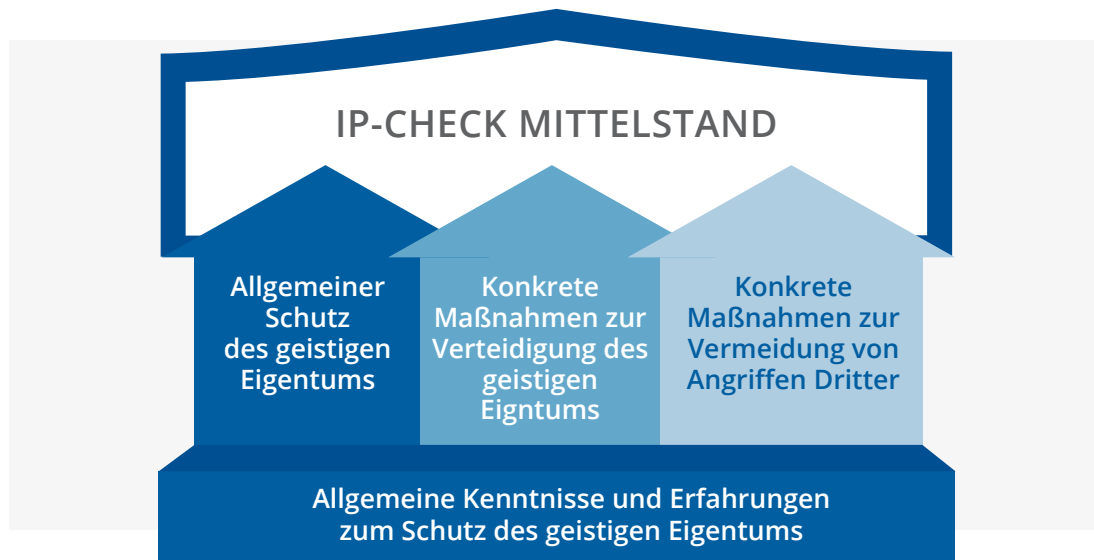 IP-CHECK MITTELSTAND
Allgemeiner
Schutz
des geistigen
Eigentums
Konkrete
Maßnahmen zur
Verteidigung des
geistigen
Eigntums
Konkrete
Maßnahmen zur
Vermeidung von
Angriffen Dritter
Allgemeine Kenntnisse und Erfahrungen
zum Schutz des geistigen Eigentums